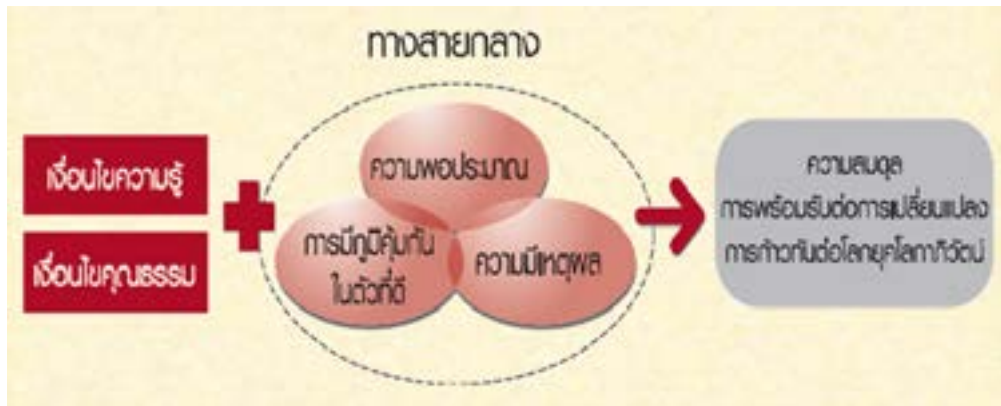 ทางสายกลาง
เงื่อนไขความรู้
เงื่อนไขคุณธรรม
ความพอประมาณ
การมีภูมิคุ้มกัน
ในตัวที่ดี
ความมีเหตุผล
ความสมดุล
การพร้อมรับต่อการเปลี่ยนแปลง
การก้าวทันต่อโลกยุคโลกาภิวัตน์